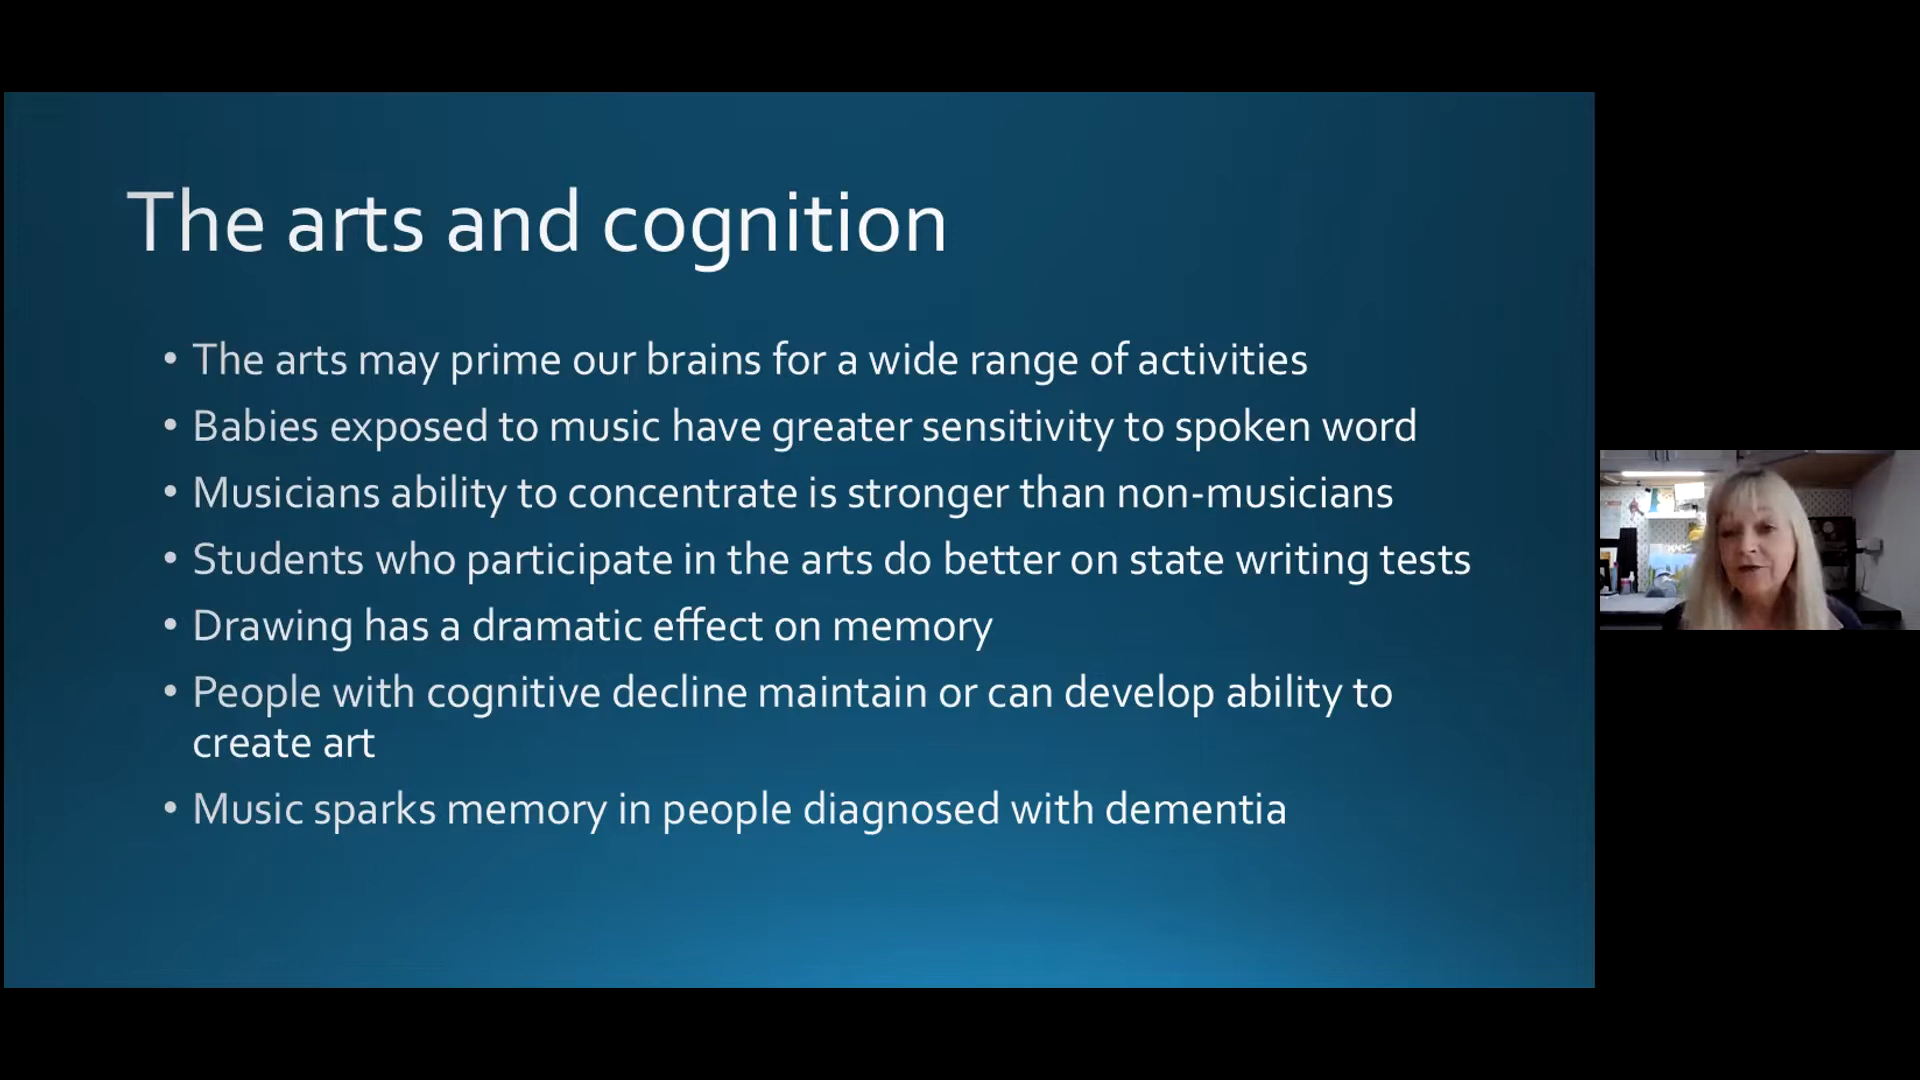 The arts and cognition
• The arts may prime our brains for a wide range of activities
• Babies exposed to music have greater sensitivity to spoken word
• Musicians ability to concentrate is stronger than non-musicians
• Students who participate in the arts do better on state writing tests
• Drawing has a dramatic effect on memory
• People with cognitive decline maintain or can develop ability to
create art
• Music sparks memory in people diagnosed with dementia